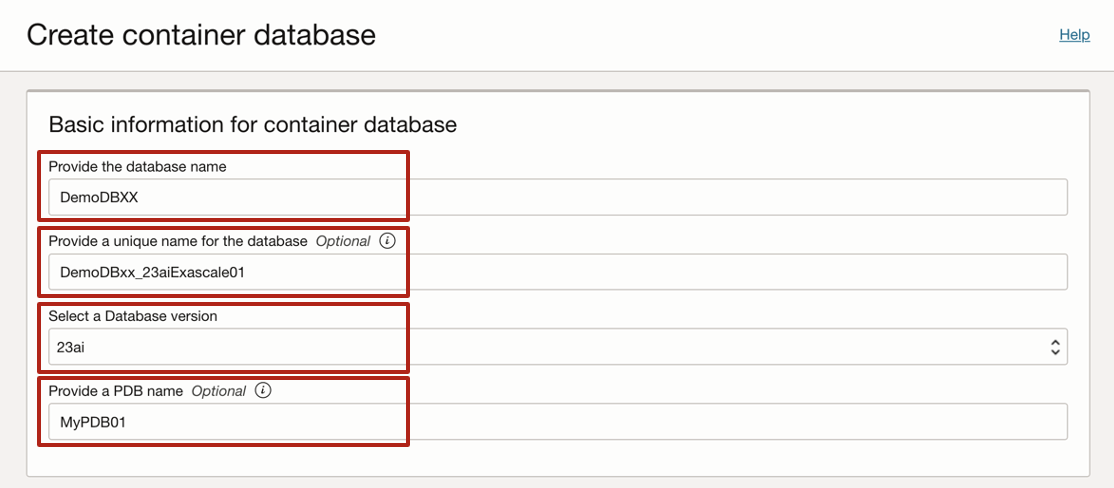 Create container database
Help
Basic information for container database
Provide the database name
DemoDBXX
Provide a unique name for the database Optional
DemoDBxx_23aiExascale01
Select a Database version
23ai
Provide a PDB name Optional
MyPDB01